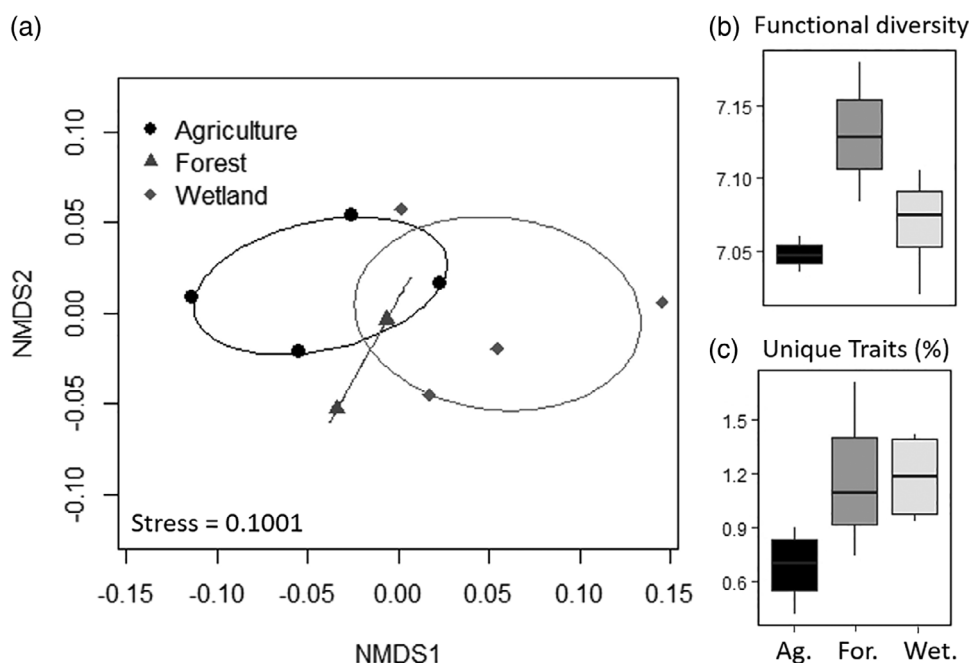 (a)
Agriculture
Forest
Wetland
0.10
0.05
0.00
-0.05
-0.10
NMDS2
Stress = 0.1001
-0.15 -0.10 -0.05 0.00 0.05 0.10 0.15
NMDS1
(b) Functional diversity
7.15
7.10
7.05
(c) Unique Traits (%)
1.5
1.2
0.9
0.6
Ag. For. Wet.